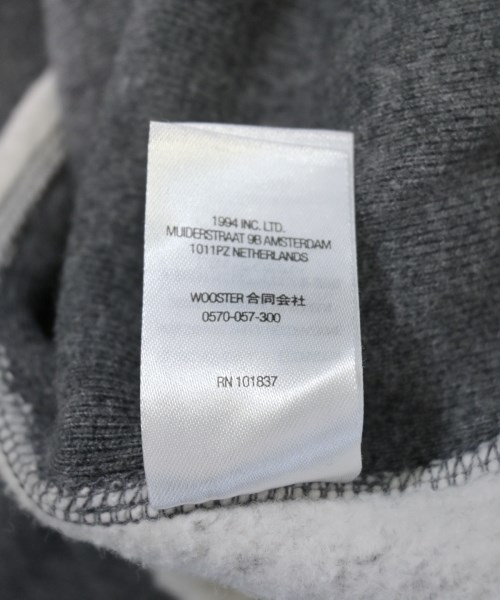 1994 INC. LTD.
MUIDERSTRAAT 9B AMSTERDAM
1011PZ NETHERLANDS
WOOSTER 合同会社
0570-057-300
RN 101837